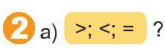 2 a) >; <; = ?